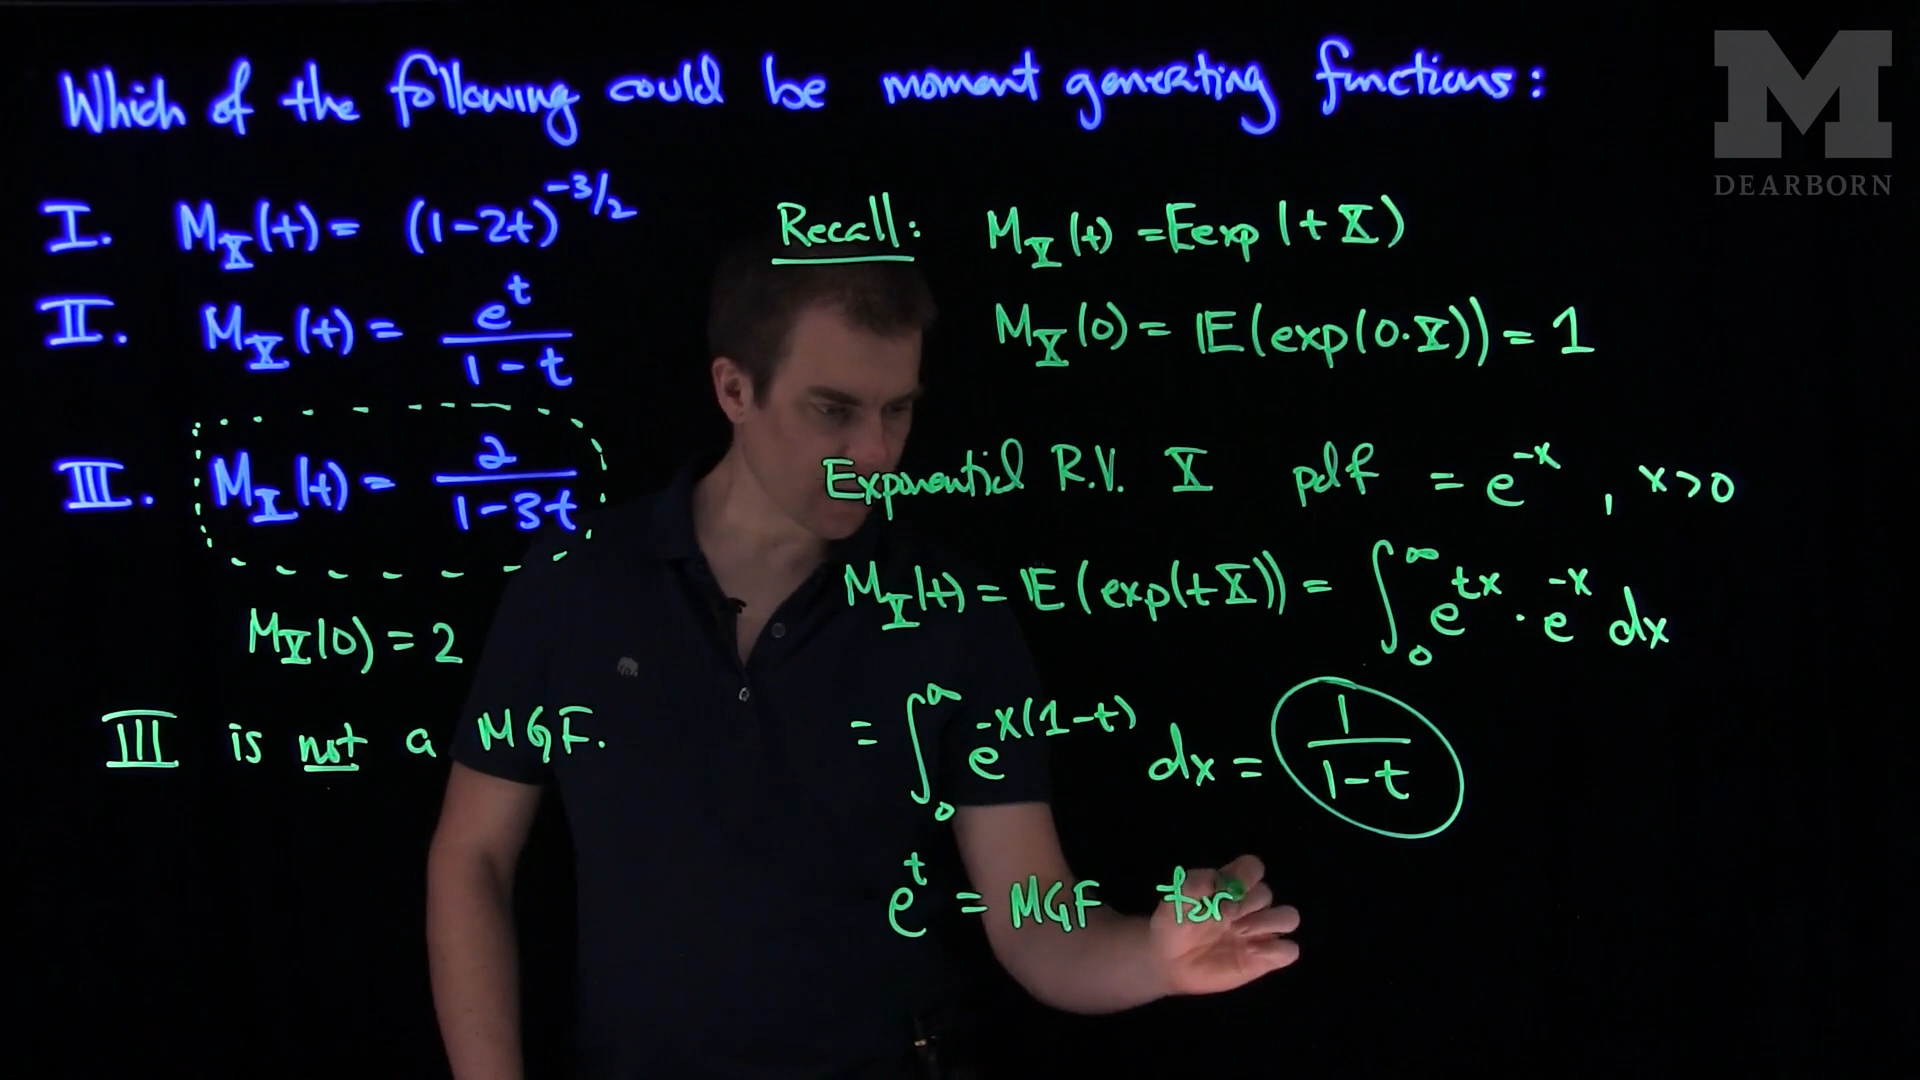 Which of the following could be moment generating functions:
I. M_X(t) = (1-2t)^{-3/2}
II. M_X(t) = e^t / (1-t)
III. M_X(t) = 2 / (1-3t)
M_X(0) = 2
III is not a MGF.
Recall: M_X(t) = E exp(tX)
M_X(0) = E(exp(0·X)) = 1
Exponential R.V. X pdf = e^{-x}, x>0
M_X(t) = E(exp(tX)) = ∫_0^∞ e^{tx} · e^{-x} dx
= ∫_0^∞ e^{-x(1-t)} dx = 1 / (1-t)
e^t = MGF for
M
DEARBORN